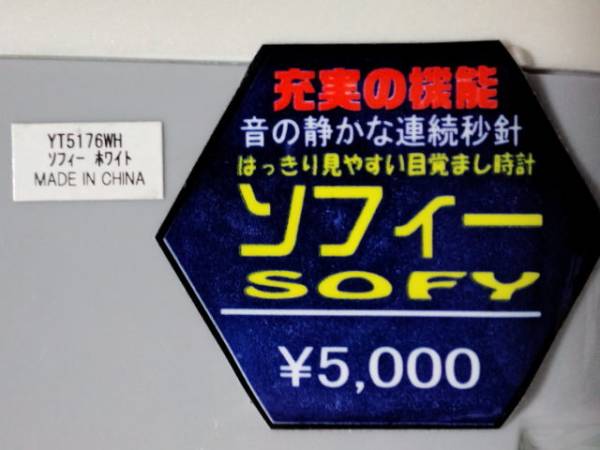 YT5176WH
ソフィー ホワイト
MADE IN CHINA
充実の機能
音の静かな連続秒針
はっきり見やすい目覚まし時計
ソフィー
SOFY
¥5,000